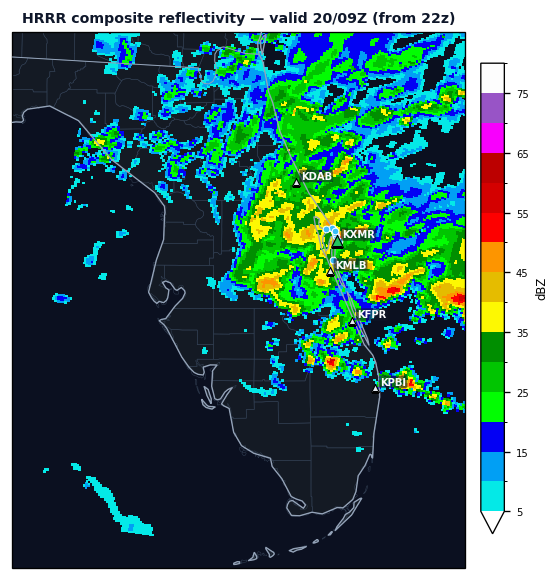 HRRR composite reflectivity — valid 20/09Z (from 22z)
KDAB
KXMR
KMLB
KFPR
KPBI
75
65
55
45
35
25
15
5
dBZ